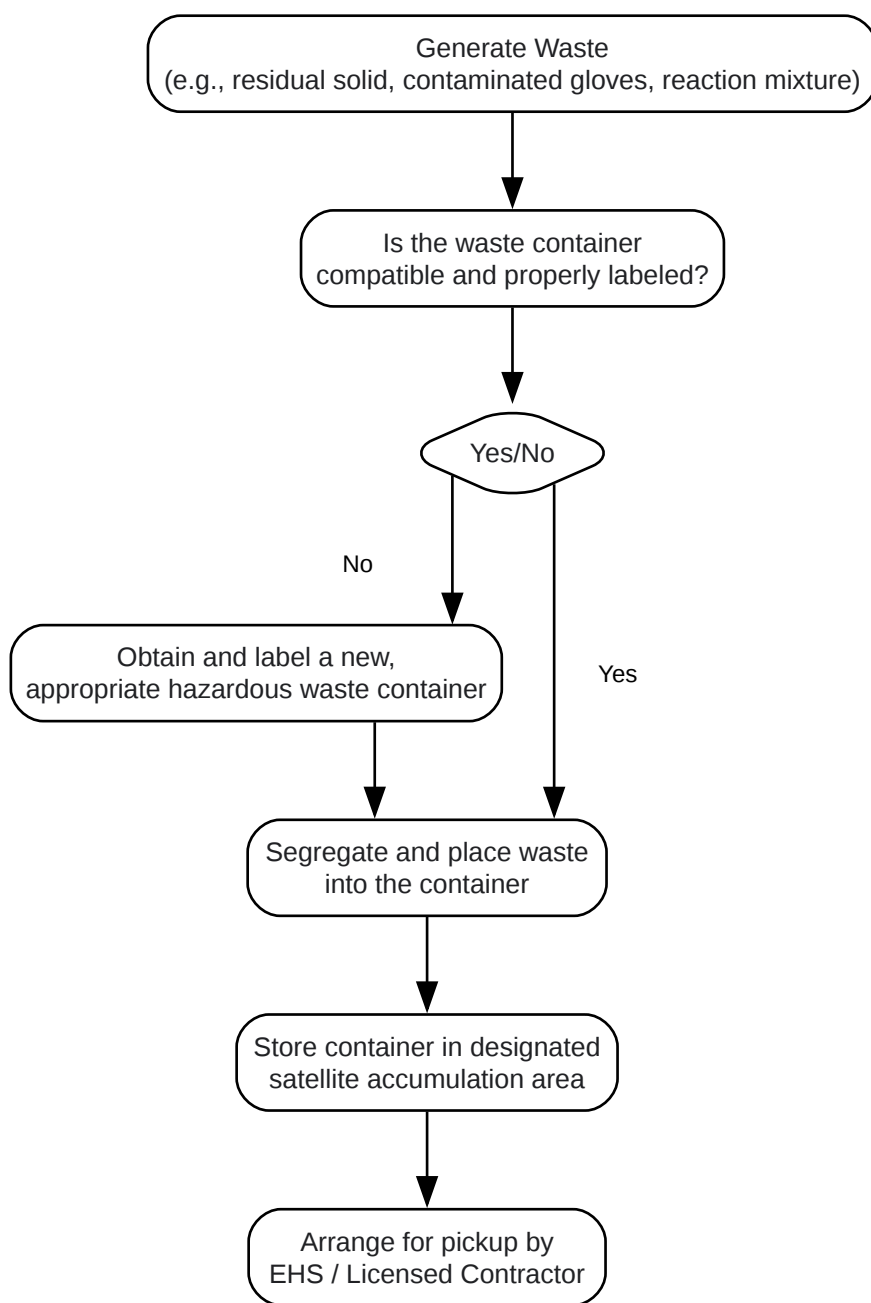 Generate Waste
(e.g., residual solid, contaminated gloves, reaction mixture)
Is the waste container
compatible and properly labeled?
Yes/No
No
Obtain and label a new,
appropriate hazardous waste container
Yes
Segregate and place waste
into the container
Store container in designated
satellite accumulation area
Arrange for pickup by
EHS / Licensed Contractor